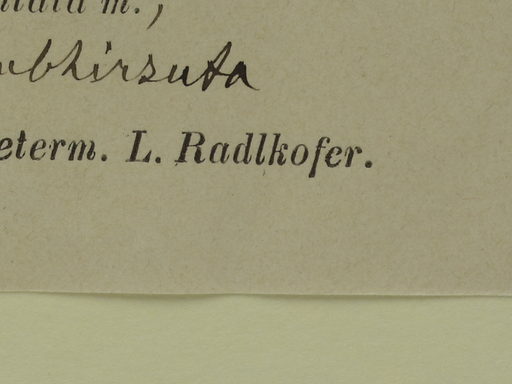 m.,
ubhirsuta
eterm. L. Radlkofer.